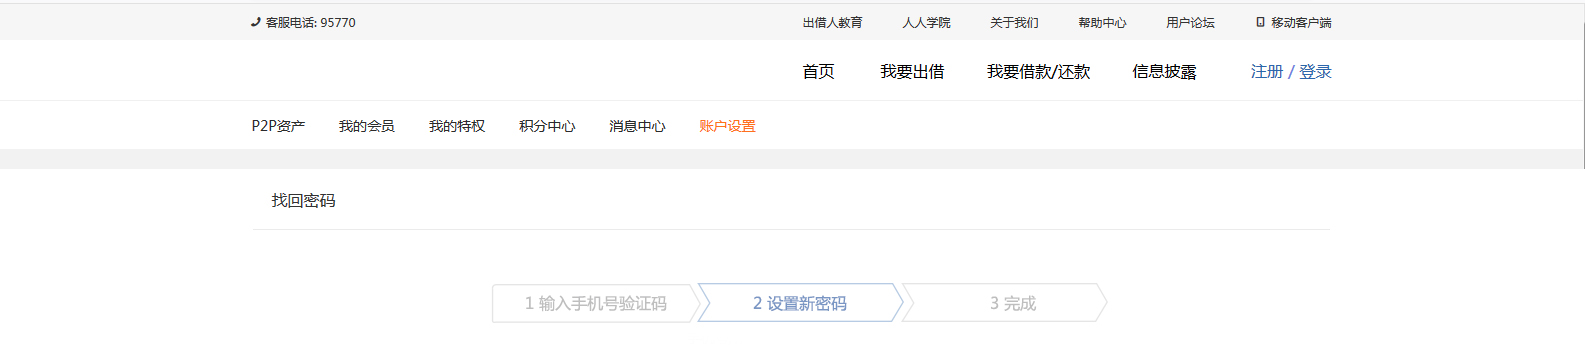 客服电话: 95770 出借人教育 人人学院 关于我们 帮助中心 用户论坛 移动客户端
首页 我要出借 我要借款/还款 信息披露 注册 / 登录
P2P资产 我的会员 我的特权 积分中心 消息中心 账户设置
找回密码
1 输入手机号验证码 2 设置新密码 3 完成